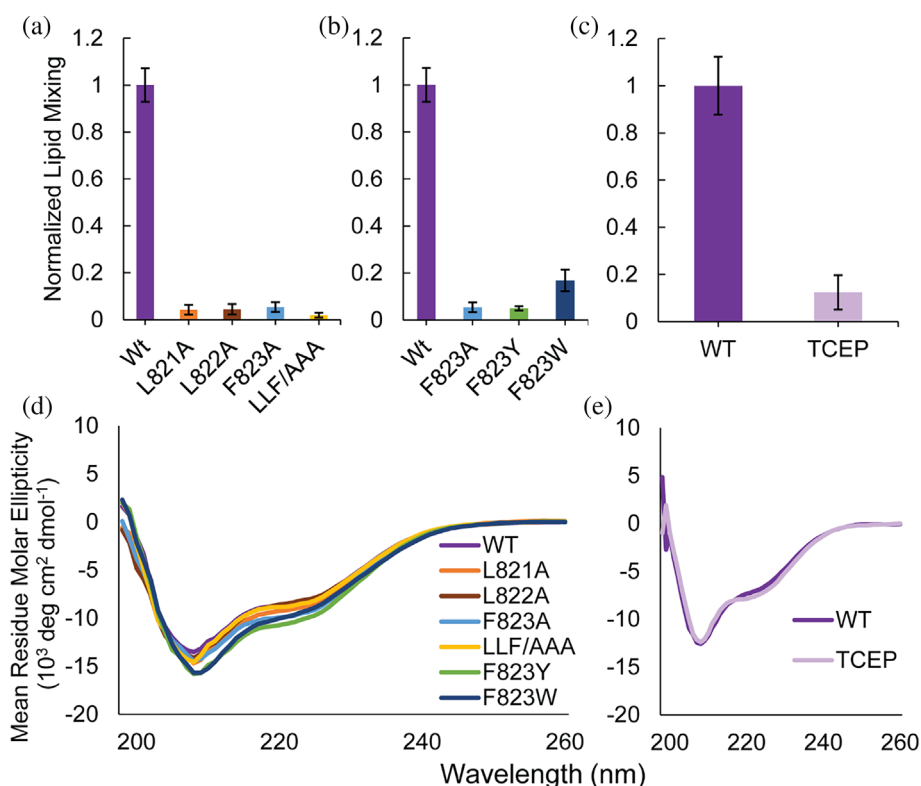 (a)
(b)
(c)
Normalized Lipid Mixing
1.2
1
0.8
0.6
0.4
0.2
0
Wt
L821A
L822A
F823A
LLF/AAA
1.2
1
0.8
0.6
0.4
0.2
0
Wt
F823A
F823Y
F823W
1.2
1
0.8
0.6
0.4
0.2
0
WT
TCEP
(d)
(e)
Mean Residue Molar Ellipticity
(10³ deg cm² dmol⁻¹)
10
5
0
-5
-10
-15
-20
200
220
240
260
WT
L821A
L822A
F823A
LLF/AAA
F823Y
F823W
10
5
0
-5
-10
-15
-20
200
220
240
260
WT
TCEP
Wavelength (nm)